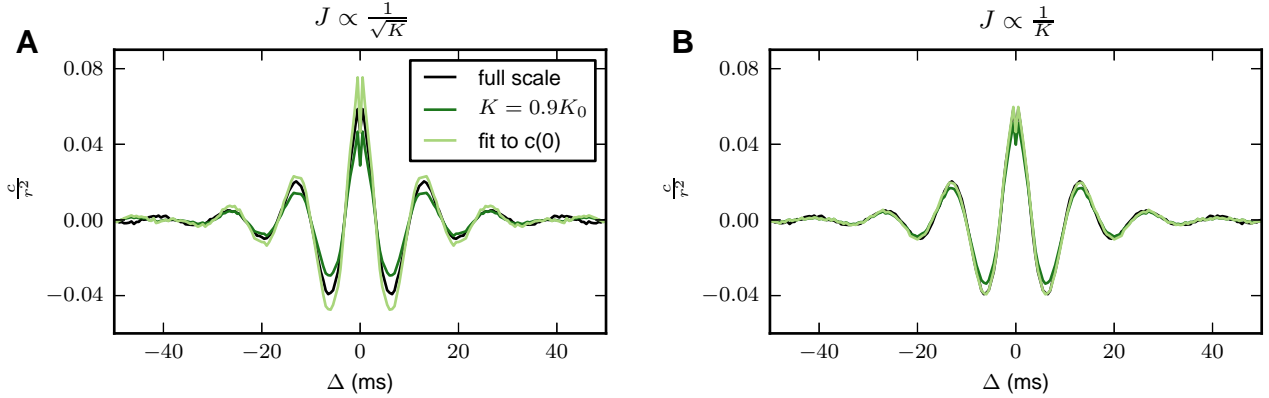 A
J ∝ 1/√K
0.08
0.04
0.00
−0.04
c/r²
−40
−20
0
20
40
Δ (ms)
full scale
K = 0.9K₀
fit to c(0)
B
J ∝ 1/K
0.08
0.04
0.00
−0.04
c/r²
−40
−20
0
20
40
Δ (ms)